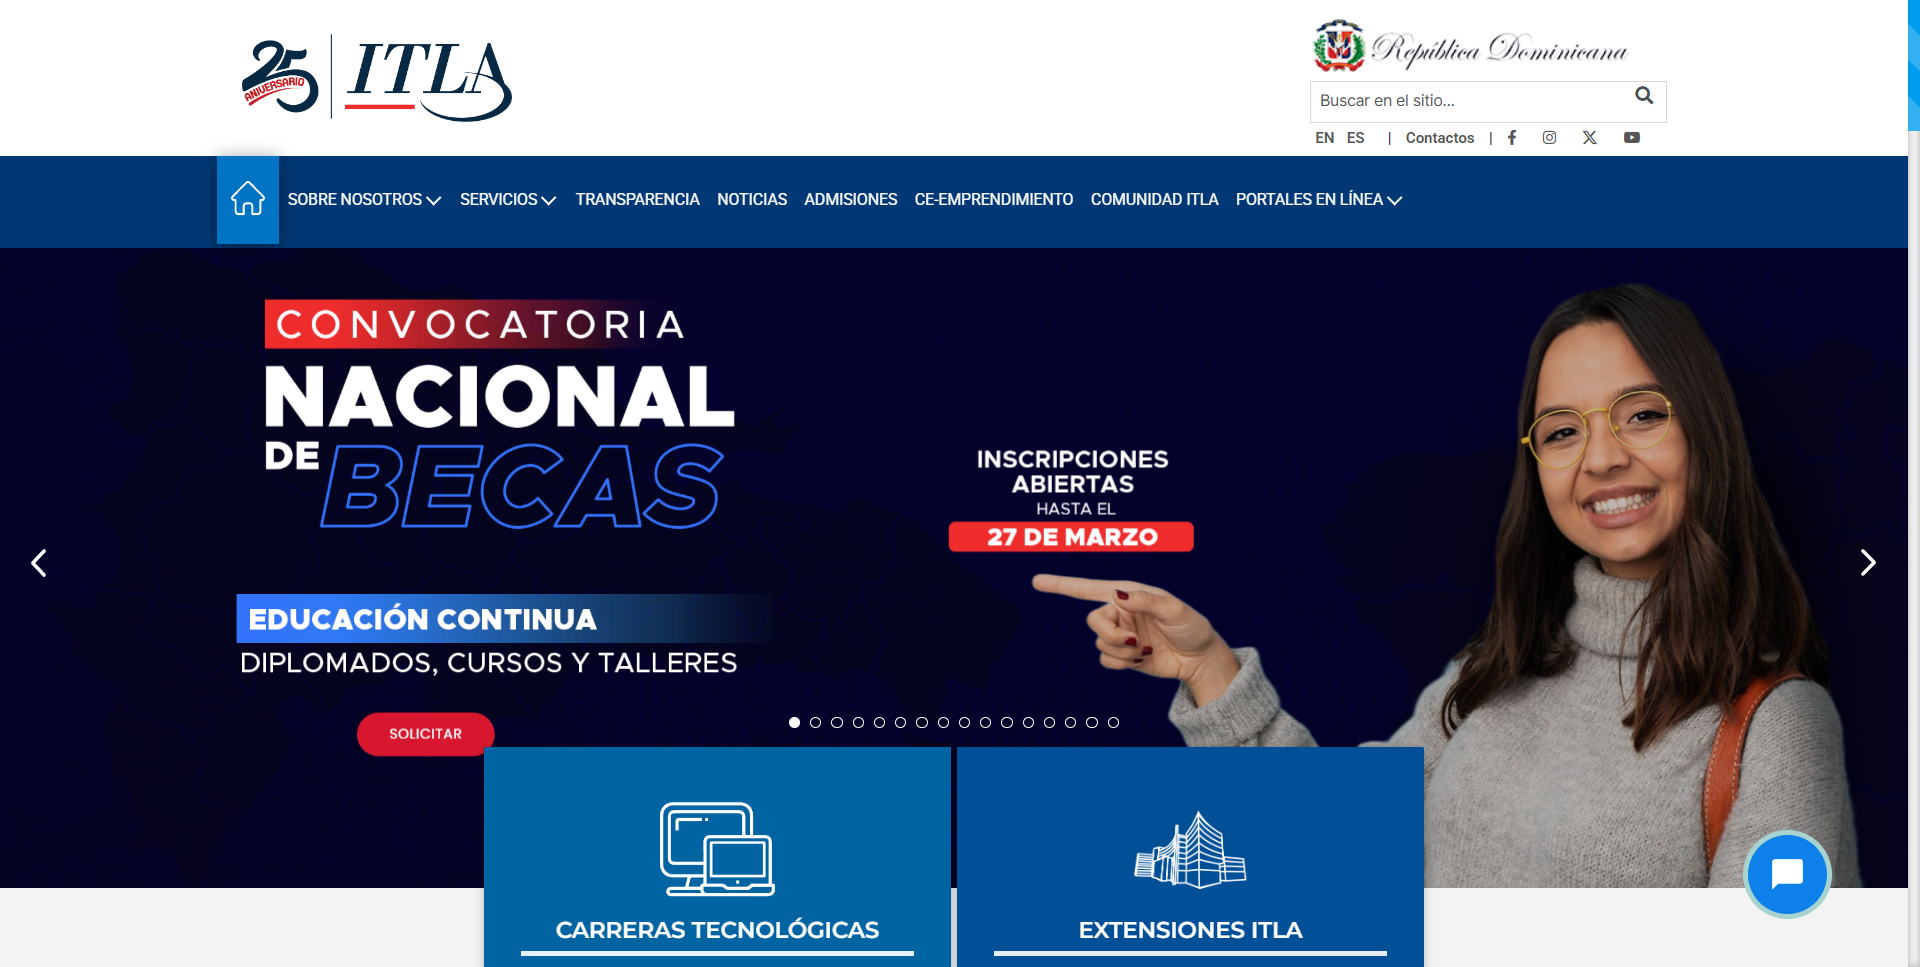 25
ANIVERSARIO
ITLA
República Dominicana
Buscar en el sitio...
EN ES | Contactos |
SOBRE NOSOTROS SERVICIOS TRANSPARENCIA NOTICIAS ADMISIONES CE-EMPRENDIMIENTO COMUNIDAD ITLA PORTALES EN LÍNEA
CONVOCATORIA
NACIONAL
DE BECAS
INSCRIPCIONES
ABIERTAS
HASTA EL
27 DE MARZO
EDUCACIÓN CONTINUA
DIPLOMADOS, CURSOS Y TALLERES
SOLICITAR
CARRERAS TECNOLÓGICAS
EXTENSIONES ITLA